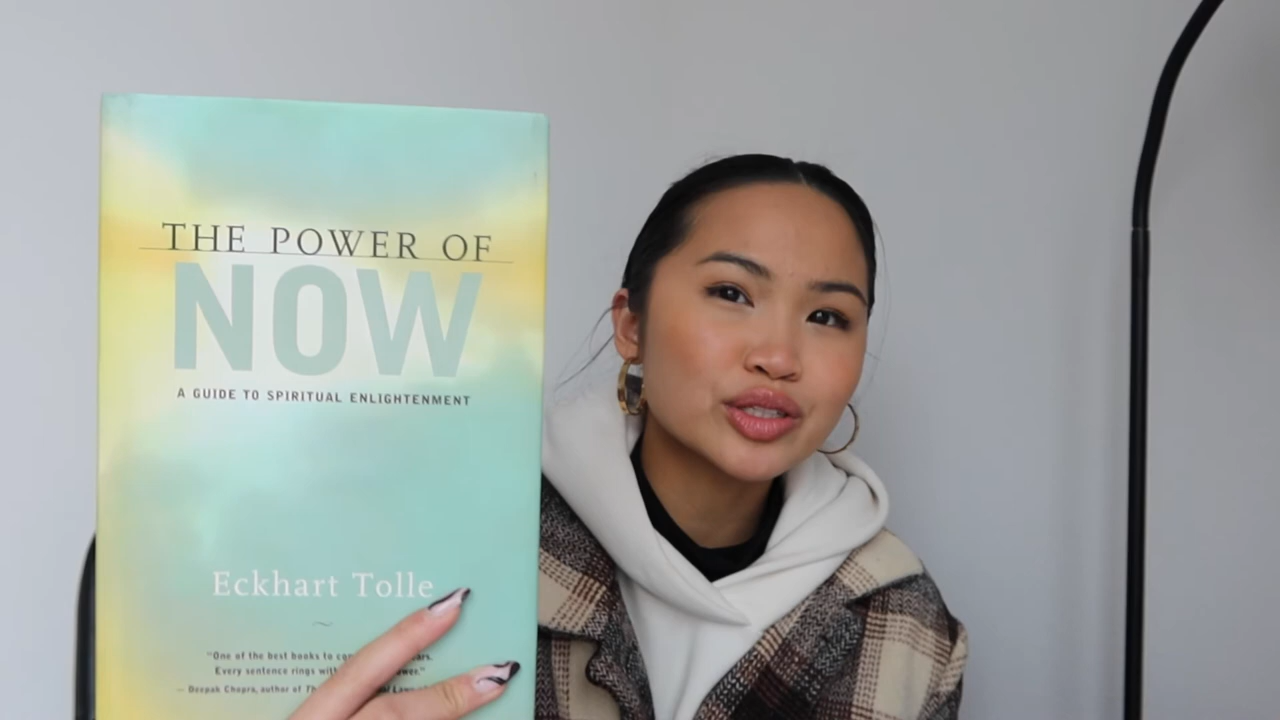 THE POWER OF
NOW
A GUIDE TO SPIRITUAL ENLIGHTENMENT
Eckhart Tolle
"One of the best books to
Every sentence rings
— Deepak Chopra, author of